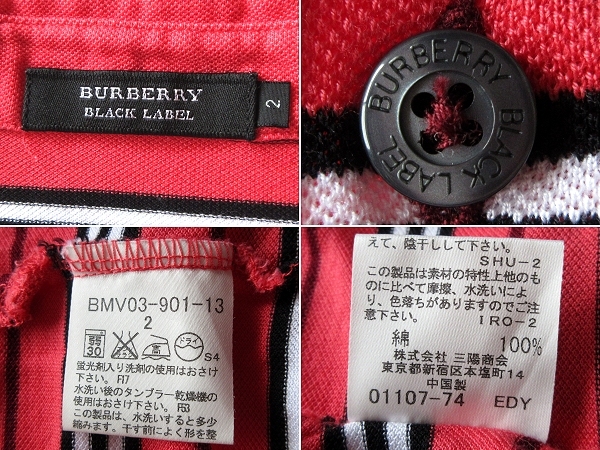 BURBERRY
BLACK LABEL
2
BURBERRY
BLACK LABEL
BMV03-901-13
2
弱
30
ドライ
S4
蛍光剤入り洗剤の使用はおさけ
下さい。F17
水洗い後のタンブラー乾燥機の
使用はおさけ下さい。F53
この製品は、水洗いすると多少
縮みます。干す前によく形を整
えて、陰干しして下さい。
SHU-2
この製品は素材の特性上他のも
のに比べて摩擦、水洗いによ
り、色落ちがありますのでご注
意下さい。 IRO-2
綿 100%
株式会社 三陽商会
東京都新宿区本塩町14
中国製
01107-74 EDY